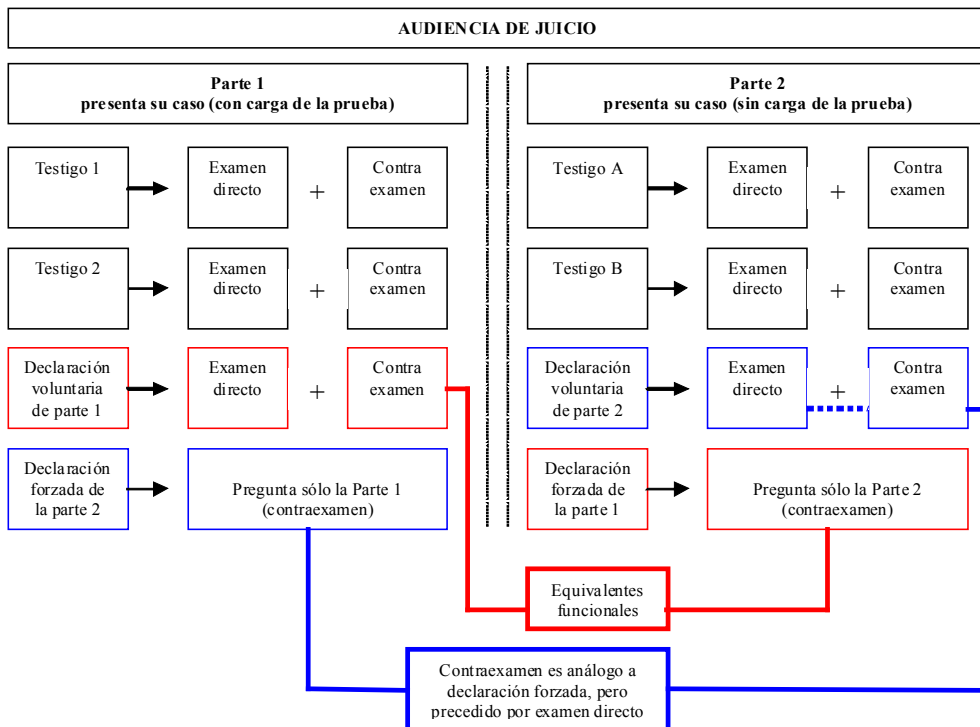 AUDIENCIA DE JUICIO
Parte 1
presenta su caso (con carga de la prueba)
Testigo 1
Examen
directo
+
Contra
examen
Testigo 2
Examen
directo
+
Contra
examen
Declaración
voluntaria
de parte 1
Examen
directo
+
Contra
examen
Declaración
forzada de
la parte 2
Pregunta sólo la Parte 1
(contraexamen)
Parte 2
presenta su caso (sin carga de la prueba)
Testigo A
Examen
directo
+
Contra
examen
Testigo B
Examen
directo
+
Contra
examen
Declaración
voluntaria
de parte 2
Examen
directo
+
Contra
examen
Declaración
forzada de
la parte 1
Pregunta sólo la Parte 2
(contraexamen)
Equivalentes
funcionales
Contraexamen es análogo a
declaración forzada, pero
precedido por examen directo